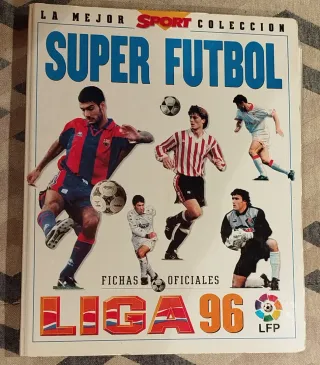 LA MEJOR SPORT COLECCION
SUPER FUTBOL
FICHAS OFICIALES
LIGA 96
LFP